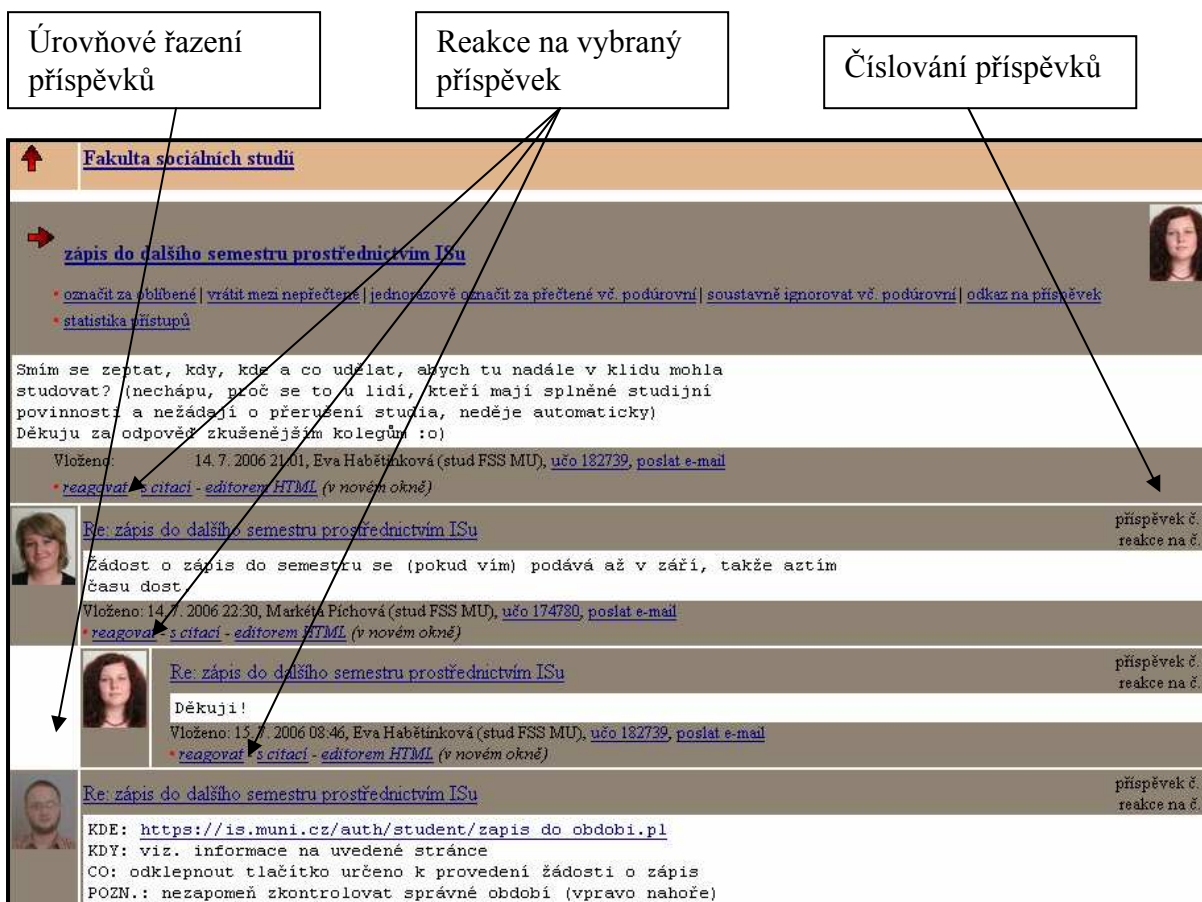 Úrovňové řazení
příspěvků
Reakce na vybraný
příspěvek
Číslování příspěvků
Fakulta sociálních studií
zápis do dalšího semestru prostřednictvím ISu
označit za oblíbené | vrátit mezi nepřečtené | jednorázově označit za přečtené vč. podúrovní | soustavně ignorovat vč. podúrovní | odkaz na příspěvek
statistika přístupů
Smím se zeptat, kdy, kde a co udělat, abych tu nadále v klidu mohla
studovat? (nechápu, proč se to u lidí, kteří mají splněné studijní
povinnosti a nežádají o přerušení studia, neděje automaticky)
Děkuju za odpověď zkušenějším kolegům :o)
Vloženo: 14. 7. 2006 21:01, Eva Habětínková (stud FSS MU), učo 182739, poslat e-mail
reagovat - s citací - editorem HTML (v novém okně)
Re: zápis do dalšího semestru prostřednictvím ISu
příspěvek č.
reakce na č.
Žádost o zápis do semestru se (pokud vím) podává až v září, takže aztím
času dost.
Vloženo: 14. 7. 2006 22:30, Markéta Píchová (stud FSS MU), učo 174780, poslat e-mail
reagovat - s citací - editorem HTML (v novém okně)
Re: zápis do dalšího semestru prostřednictvím ISu
příspěvek č.
reakce na č.
Děkuji!
Vloženo: 15. 7. 2006 08:46, Eva Habětínková (stud FSS MU), učo 182739, poslat e-mail
reagovat - s citací - editorem HTML (v novém okně)
Re: zápis do dalšího semestru prostřednictvím ISu
příspěvek č.
reakce na č.
KDE: https://is.muni.cz/auth/student/zapis do obdobi.pl
KDY: viz. informace na uvedené stránce
CO: odklepnout tlačítko určeno k provedení žádosti o zápis
POZN.: nezapomeň zkontrolovat správné období (vpravo nahoře)